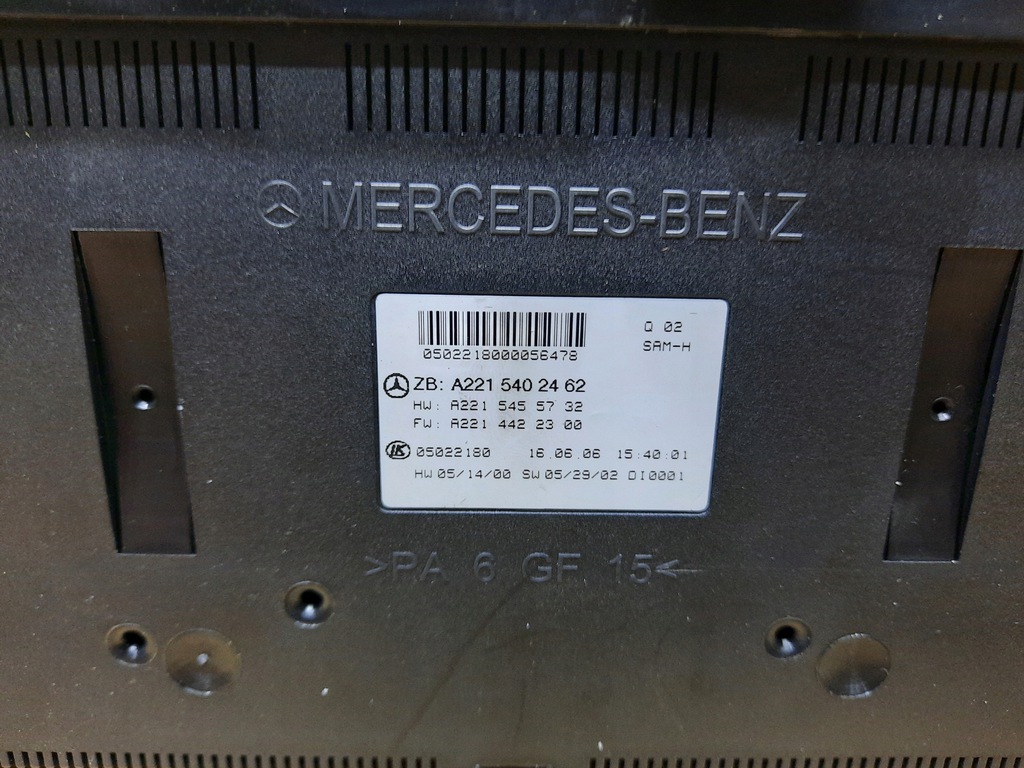 MERCEDES-BENZ
0502218000056478
Q 02
SAM-H
ZB: A221 540 24 62
HW: A221 545 57 32
FW: A221 442 23 00
LK 05022180 16.06.06 15:40:01
HW 05/14/00 SW 05/29/02 DI0001
>PA 6 GF 15<